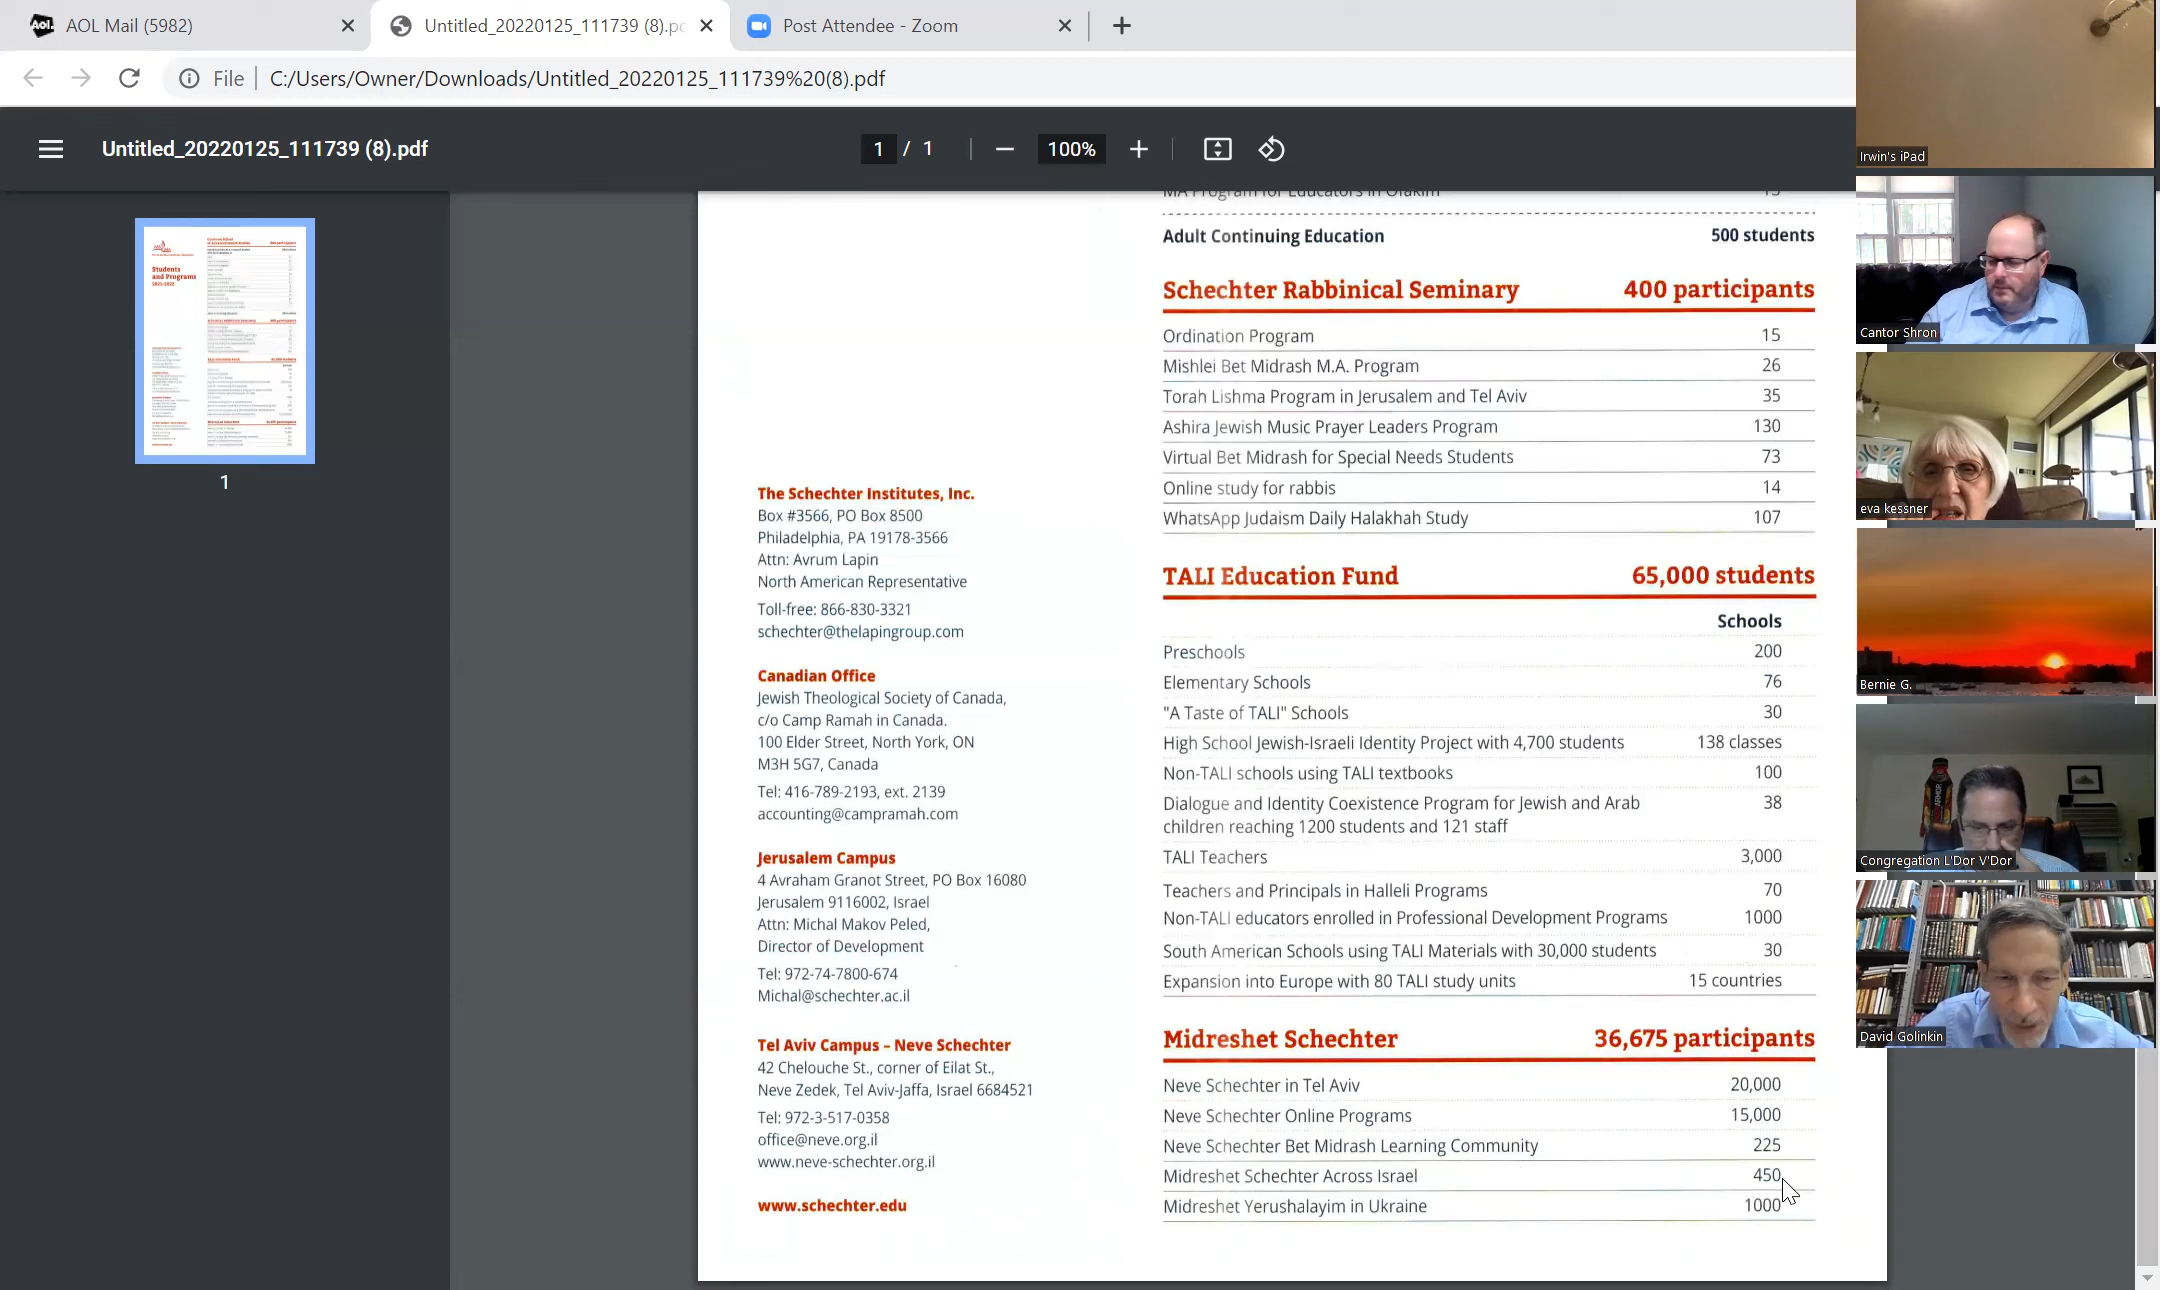 AOL Mail (5982)
Untitled_20220125_111739 (8).pd
Post Attendee - Zoom
File
C:/Users/Owner/Downloads/Untitled_20220125_111739%20(8).pdf
Untitled_20220125_111739 (8).pdf
1 / 1
100%
Students
and Programs
2021-2022
1
MA Program for Educators in Ofakim 15
Adult Continuing Education 500 students
Schechter Rabbinical Seminary 400 participants
Ordination Program 15
Mishlei Bet Midrash M.A. Program 26
Torah Lishma Program in Jerusalem and Tel Aviv 35
Ashira Jewish Music Prayer Leaders Program 130
Virtual Bet Midrash for Special Needs Students 73
Online study for rabbis 14
WhatsApp Judaism Daily Halakhah Study 107
TALI Education Fund 65,000 students
Schools
Preschools 200
Elementary Schools 76
"A Taste of TALI" Schools 30
High School Jewish-Israeli Identity Project with 4,700 students 138 classes
Non-TALI schools using TALI textbooks 100
Dialogue and Identity Coexistence Program for Jewish and Arab 38
children reaching 1200 students and 121 staff
TALI Teachers 3,000
Teachers and Principals in Halleli Programs 70
Non-TALI educators enrolled in Professional Development Programs 1000
South American Schools using TALI Materials with 30,000 students 30
Expansion into Europe with 80 TALI study units 15 countries
Midreshet Schechter 36,675 participants
Neve Schechter in Tel Aviv 20,000
Neve Schechter Online Programs 15,000
Neve Schechter Bet Midrash Learning Community 225
Midreshet Schechter Across Israel 450
Midreshet Yerushalayim in Ukraine 1000
The Schechter Institutes, Inc.
Box #3566, PO Box 8500
Philadelphia, PA 19178-3566
Attn: Avrum Lapin
North American Representative
Toll-free: 866-830-3321
schechter@thelapingroup.com
Canadian Office
Jewish Theological Society of Canada,
c/o Camp Ramah in Canada.
100 Elder Street, North York, ON
M3H 5G7, Canada
Tel: 416-789-2193, ext. 2139
accounting@campramah.com
Jerusalem Campus
4 Avraham Granot Street, PO Box 16080
Jerusalem 9116002, Israel
Attn: Michal Makov Peled,
Director of Development
Tel: 972-74-7800-674
Michal@schechter.ac.il
Tel Aviv Campus – Neve Schechter
42 Chelouche St., corner of Eilat St.,
Neve Zedek, Tel Aviv-Jaffa, Israel 6684521
Tel: 972-3-517-0358
office@neve.org.il
www.neve-schechter.org.il
www.schechter.edu
Irwin's iPad
Cantor Shron
eva kessner
Bernie G.
Congregation L'Dor V'Dor
David Golinkin